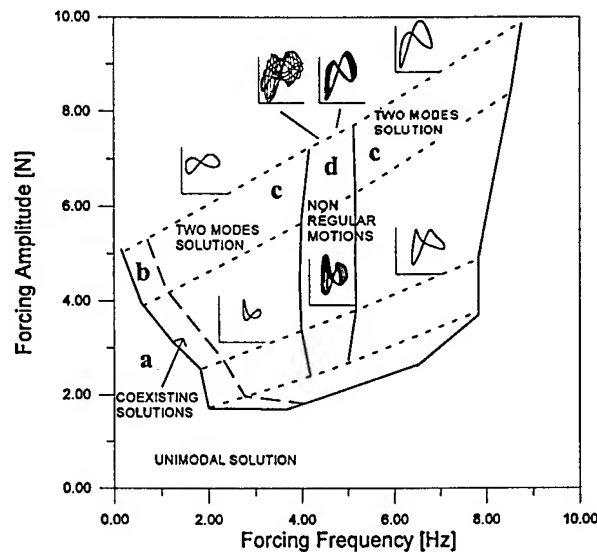 10.00
8.00
6.00
4.00
2.00
0.00
Forcing Amplitude [N]
TWO MODES
SOLUTION
d
c
c
NON
REGULAR
MOTIONS
TWO MODES
SOLUTION
b
a
COEXISTING
SOLUTIONS
UNIMODAL SOLUTION
0.00 2.00 4.00 6.00 8.00 10.00
Forcing Frequency [Hz]